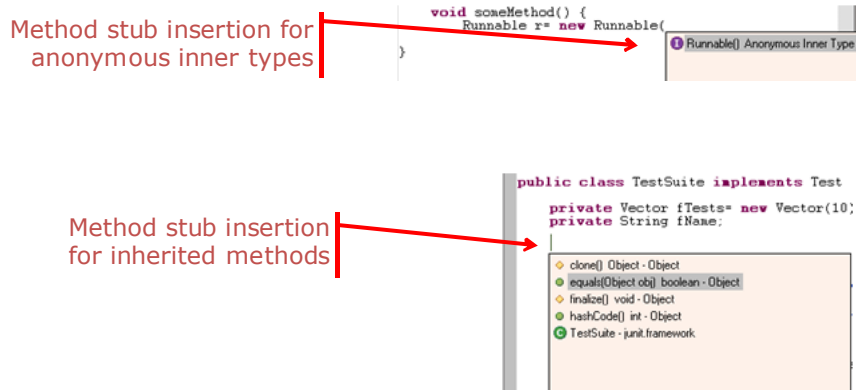 void someMethod() {
Runnable r= new Runnable(
}
Method stub insertion for
anonymous inner types
Runnable() Anonymous Inner Type
public class TestSuite implements Test
private Vector fTests= new Vector(10)
private String fName;
Method stub insertion
for inherited methods
clone() Object - Object
equals(Object obj) boolean - Object
finalize() void - Object
hashCode() int - Object
TestSuite - junit.framework